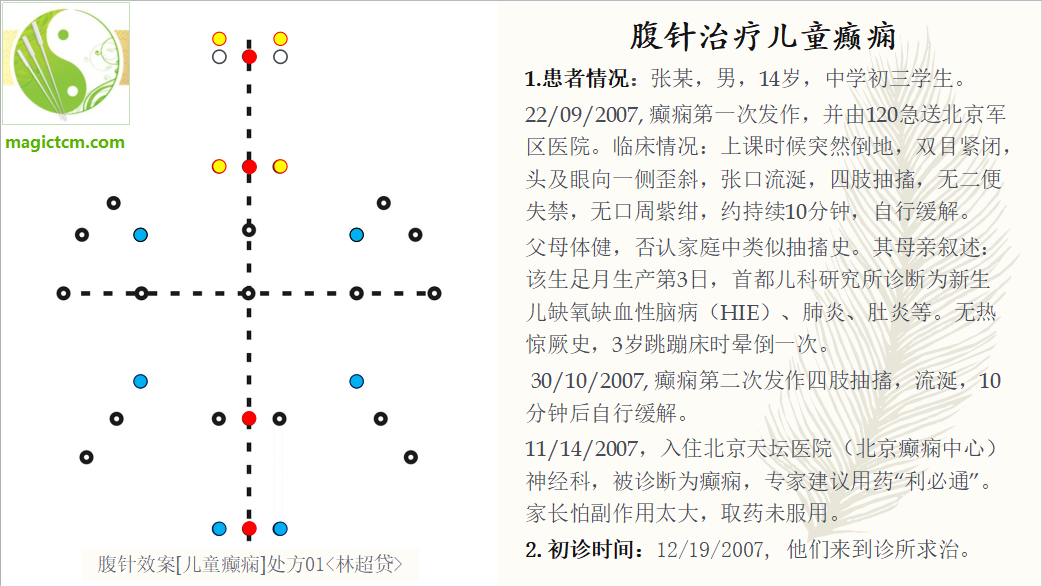 magictcm.com
腹针效案[儿童癫痫]处方01<林超贷>
腹针治疗儿童癫痫
1.患者情况：张某，男，14岁，中学初三学生。
22/09/2007, 癫痫第一次发作，并由120急送北京军
区医院。临床情况：上课时候突然倒地，双目紧闭，
头及眼向一侧歪斜，张口流涎，四肢抽搐，无二便
失禁，无口周紫绀，约持续10分钟，自行缓解。
父母体健，否认家庭中类似抽搐史。其母亲叙述：
该生足月生产第3日，首都儿科研究所诊断为新生
儿缺氧缺血性脑病（HIE）、肺炎、肚炎等。无热
惊厥史，3岁跳蹦床时晕倒一次。
30/10/2007, 癫痫第二次发作四肢抽搐，流涎，10
分钟后自行缓解。
11/14/2007，入住北京天坛医院（北京癫痫中心）
神经科，被诊断为癫痫，专家建议用药“利必通”。
家长怕副作用太大，取药未服用。
2. 初诊时间：12/19/2007, 他们来到诊所求治。